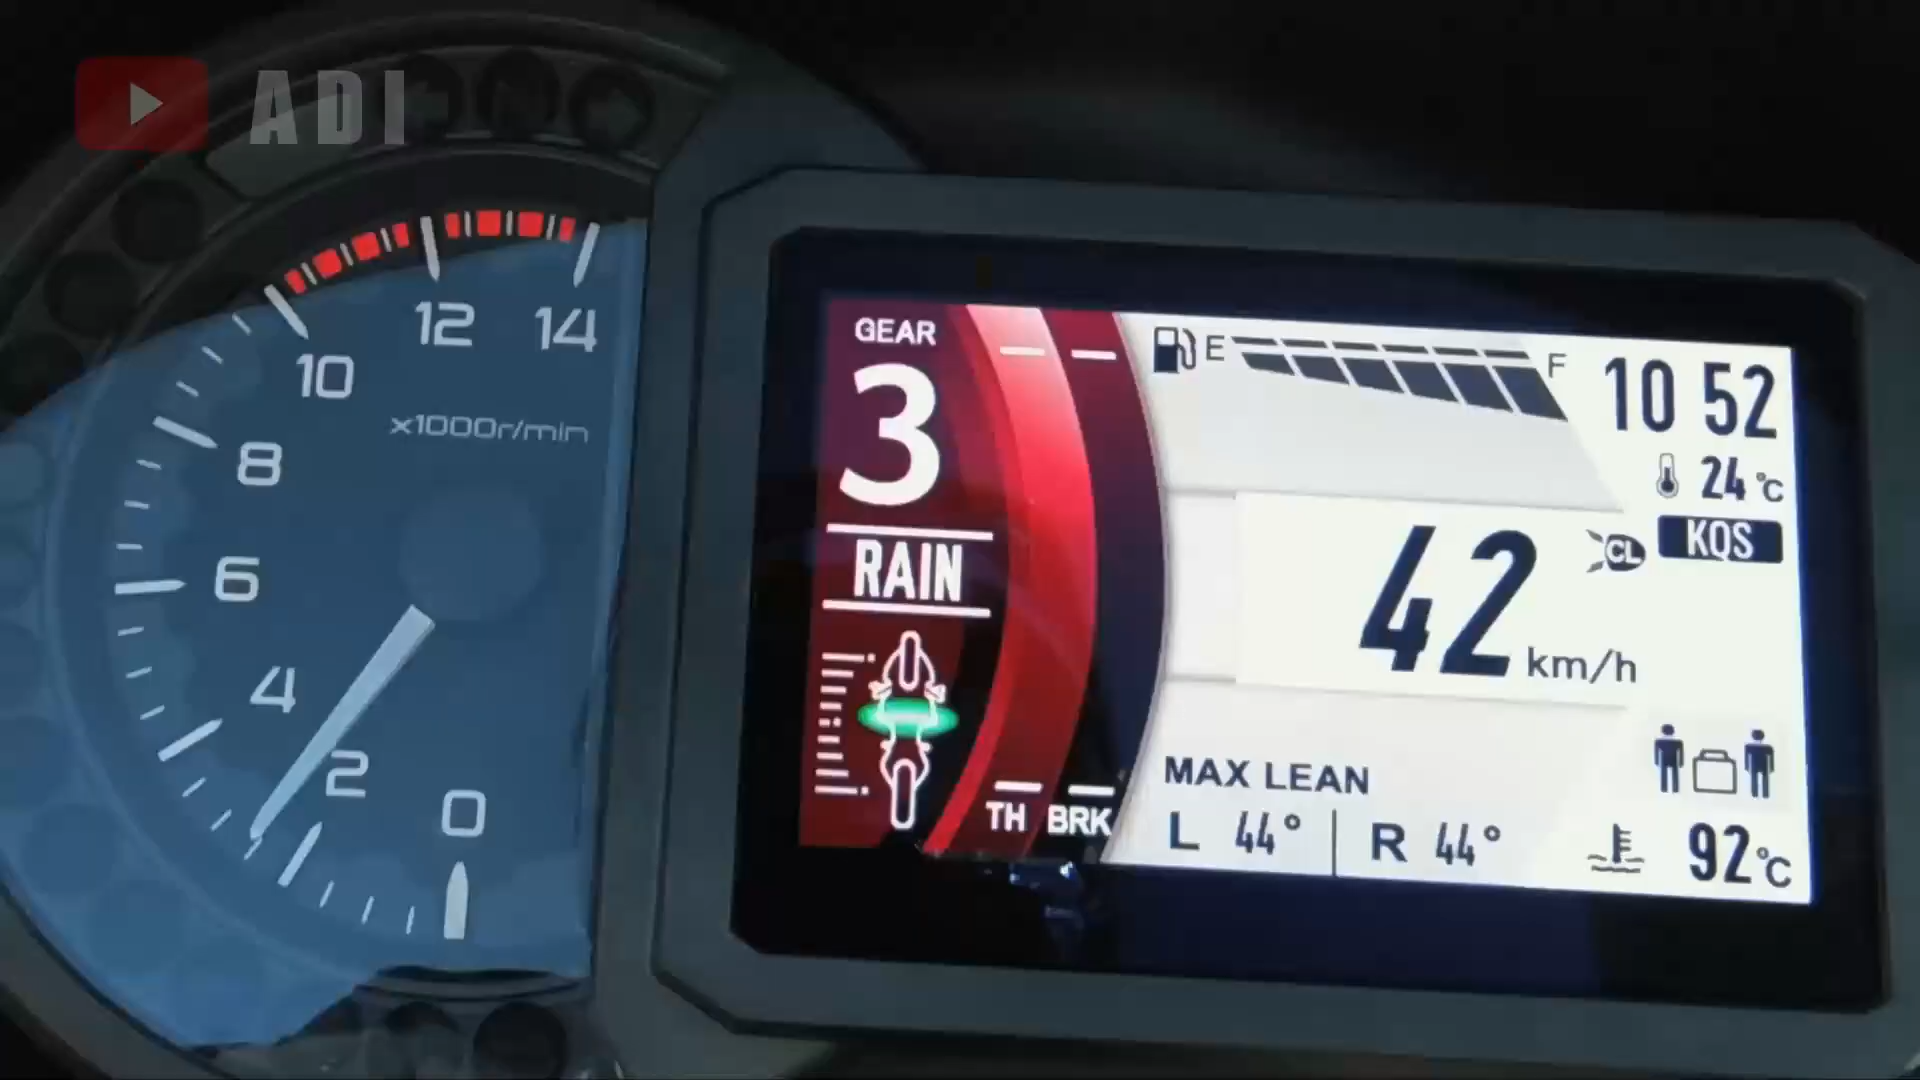 ADI
14
12
10
x1000r/min
8
6
4
2
0
GEAR
3
RAIN
TH BRK
E F
10 52
24 °C
KQS
CL
42 km/h
MAX LEAN
L 44° R 44°
92°C